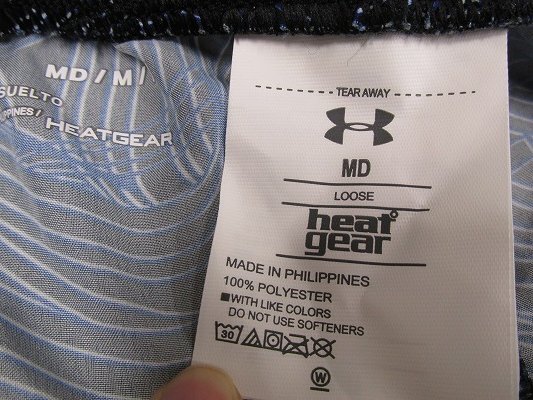 MD / M /
SUELTO
PPINES /
HEATGEAR
TEAR AWAY
MD
LOOSE
heat
gear
MADE IN PHILIPPINES
100% POLYESTER
■WITH LIKE COLORS
DO NOT USE SOFTENERS
30
W